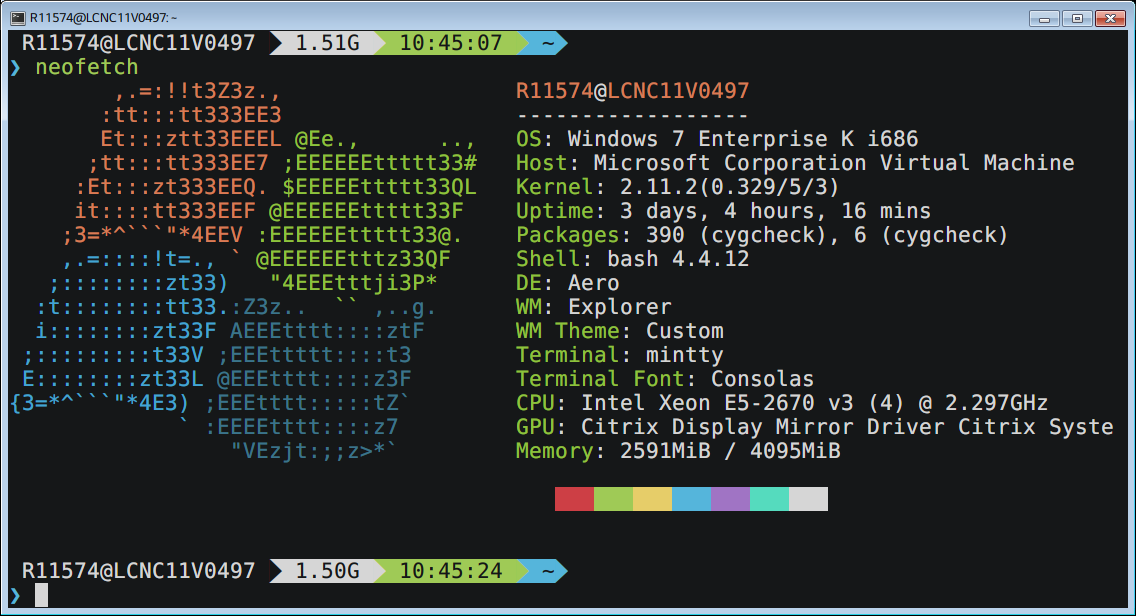 R11574@LCNC11V0497: ~
R11574@LCNC11V0497 1.51G 10:45:07 ~
❯ neofetch
        ,.=:!!t3Z3z.,                  R11574@LCNC11V0497
       :tt:::tt333EE3                  ------------------
       Et:::ztt33EEEL @Ee.,      ..,   OS: Windows 7 Enterprise K i686
      ;tt:::tt333EE7 ;EEEEEEttttt33#   Host: Microsoft Corporation Virtual Machine
     :Et:::zt333EEQ. $EEEEEttttt33QL   Kernel: 2.11.2(0.329/5/3)
     it::::tt333EEF @EEEEEEttttt33F    Uptime: 3 days, 4 hours, 16 mins
    ;3=*^```"*4EEV :EEEEEEttttt33@.    Packages: 390 (cygcheck), 6 (cygcheck)
    ,.=::::!t=., ` @EEEEEEtttz33QF     Shell: bash 4.4.12
   ;::::::::zt33)   "4EEEtttji3P*      DE: Aero
  :t::::::::tt33.:Z3z..  `` ,..g.      WM: Explorer
  i::::::::zt33F AEEEtttt::::ztF       WM Theme: Custom
 ;:::::::::t33V ;EEEttttt::::t3        Terminal: mintty
 E::::::::zt33L @EEEtttt::::z3F        Terminal Font: Consolas
{3=*^```"*4E3) ;EEEtttt:::::tZ`        CPU: Intel Xeon E5-2670 v3 (4) @ 2.297GHz
             ` :EEEEtttt::::z7         GPU: Citrix Display Mirror Driver Citrix Syste
                 "VEzjt:;;z>*`         Memory: 2591MiB / 4095MiB
R11574@LCNC11V0497 1.50G 10:45:24 ~
❯